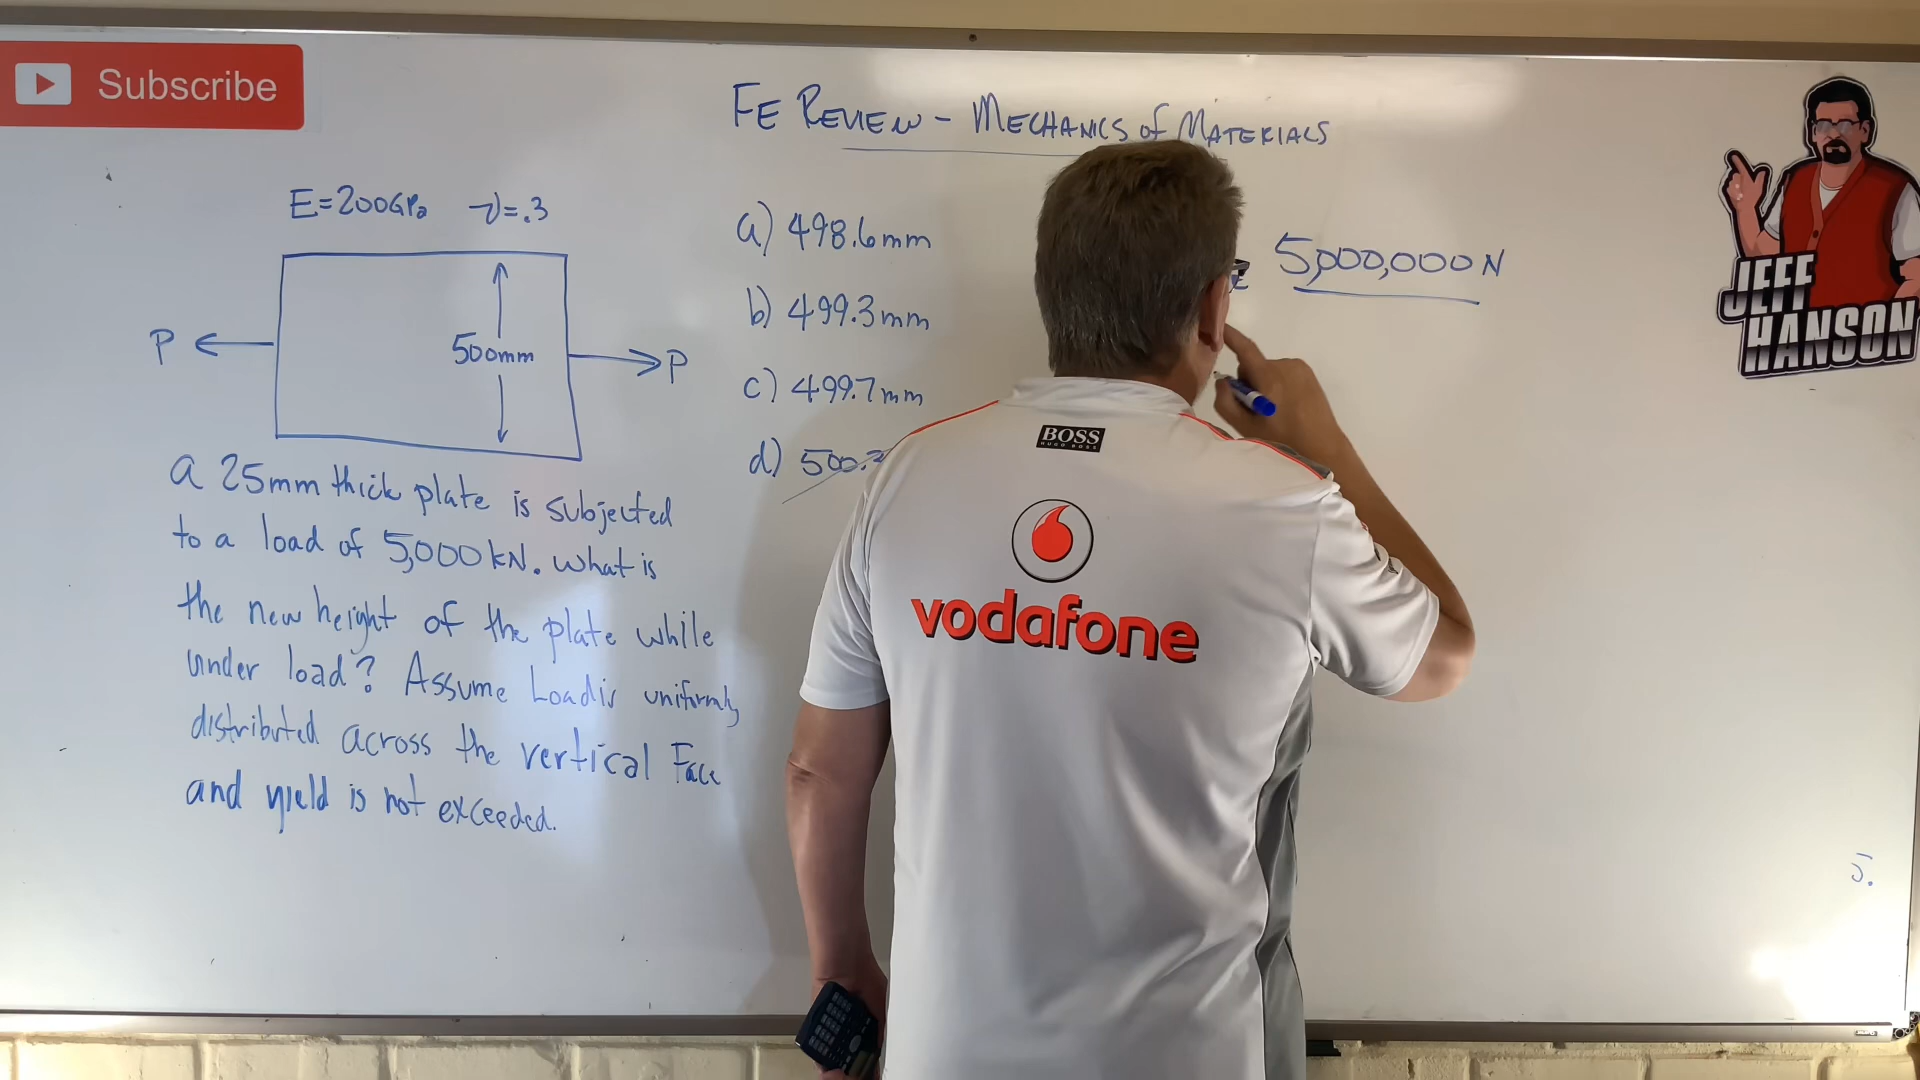 Subscribe
FE REVIEW - MECHANICS of MATERIALS
E=200GPa ν=.3
500mm
P
P
a) 498.6mm
b) 499.3mm
c) 499.7mm
d)
5,000,000 N
a 25mm thick plate is subjected
to a load of 5,000 kN. What is
the new height of the plate while
under load? Assume Load is uniformly
distributed across the vertical Face
and yield is not exceeded.
BOSS
HUGO BOSS
vodafone
JEFF
HANSON
5.